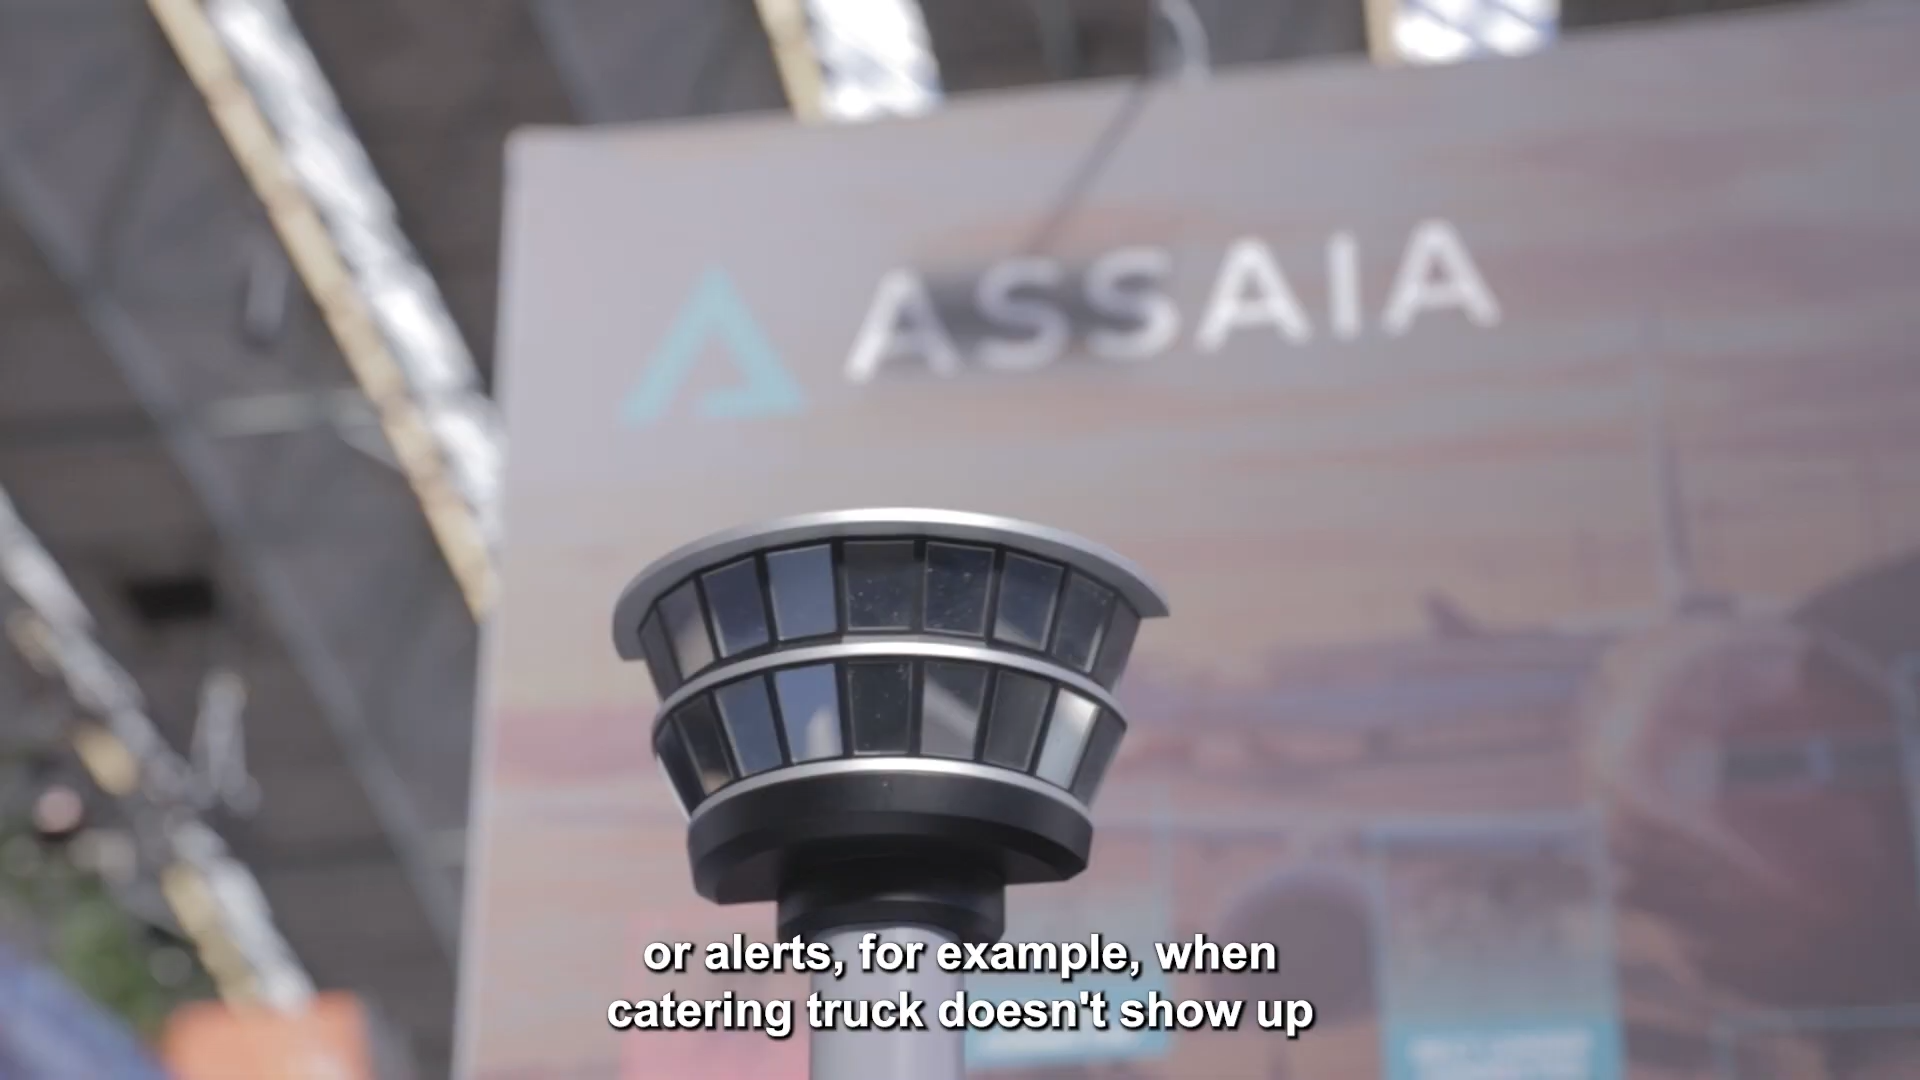 ASSAIA
or alerts, for example, when
catering truck doesn't show up